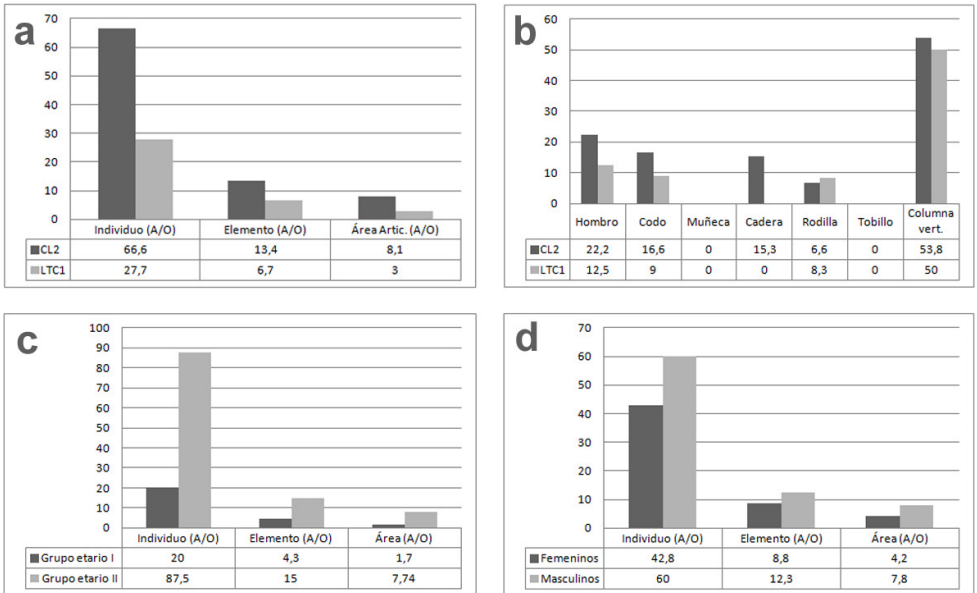 a
70
60
50
40
30
20
10
0
Individuo (A/O) Elemento (A/O) Área Artic. (A/O)
CL2 66,6 13,4 8,1
LTC1 27,7 6,7 3
b
60
50
40
30
20
10
0
Hombro Codo Muñeca Cadera Rodilla Tobillo Columna
vert.
CL2 22,2 16,6 0 15,3 6,6 0 53,8
LTC1 12,5 9 0 0 8,3 0 50
c
100
90
80
70
60
50
40
30
20
10
0
Individuo (A/O) Elemento (A/O) Área (A/O)
Grupo etario I 20 4,3 1,7
Grupo etario II 87,5 15 7,74
d
70
60
50
40
30
20
10
0
Individuo (A/O) Elemento (A/O) Área (A/O)
Femeninos 42,8 8,8 4,2
Masculinos 60 12,3 7,8